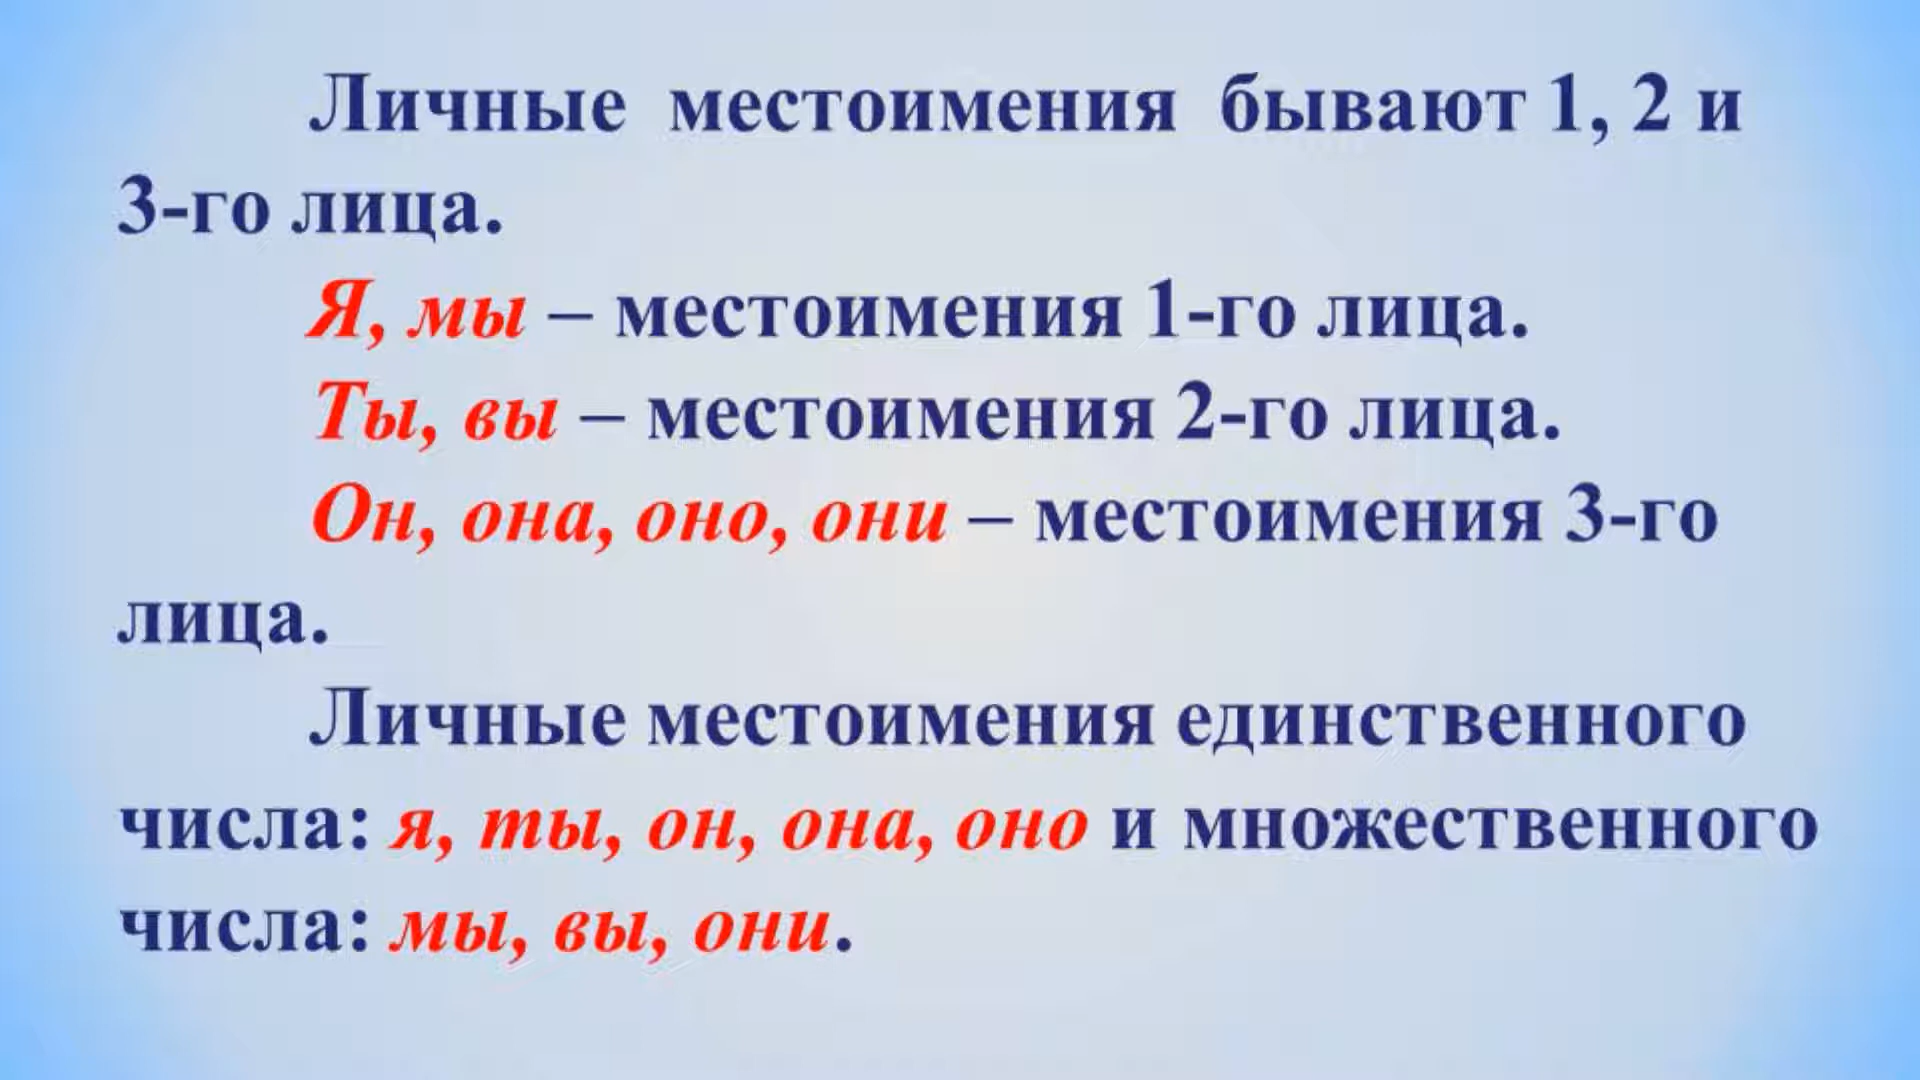 Личные местоимения бывают 1, 2 и
3-го лица.
Я, мы – местоимения 1-го лица.
Ты, вы – местоимения 2-го лица.
Он, она, оно, они – местоимения 3-го
лица.
Личные местоимения единственного
числа: я, ты, он, она, оно и множественного
числа: мы, вы, они.